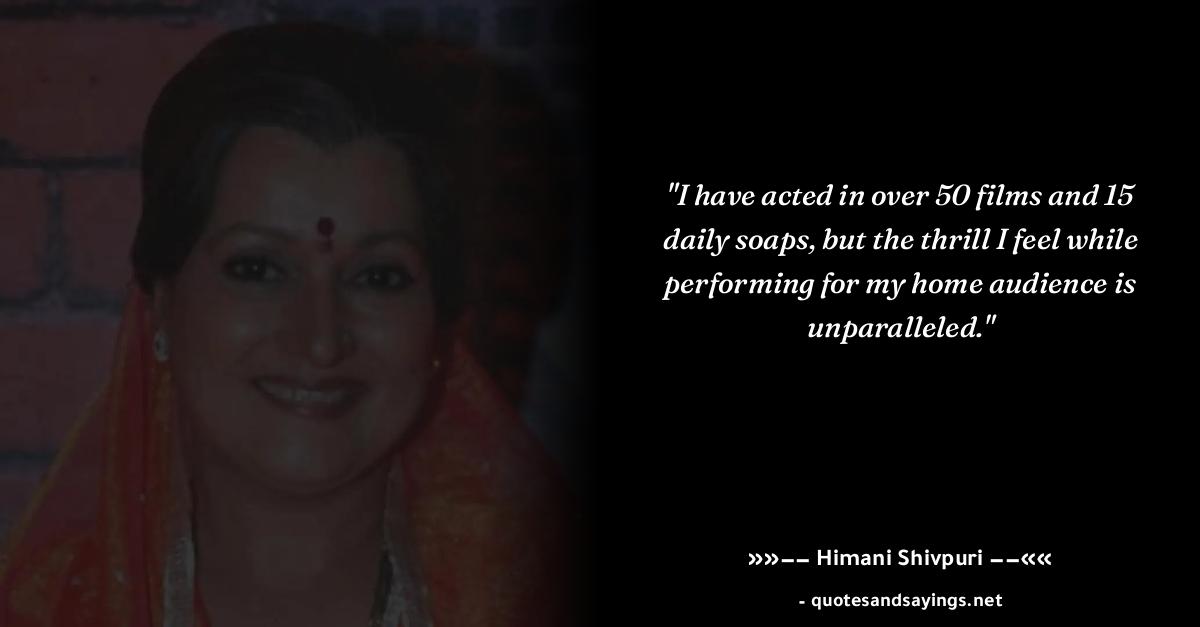 "I have acted in over 50 films and 15
daily soaps, but the thrill I feel while
performing for my home audience is
unparalleled."
»»−− Himani Shivpuri −−««
- quotesandsayings.net